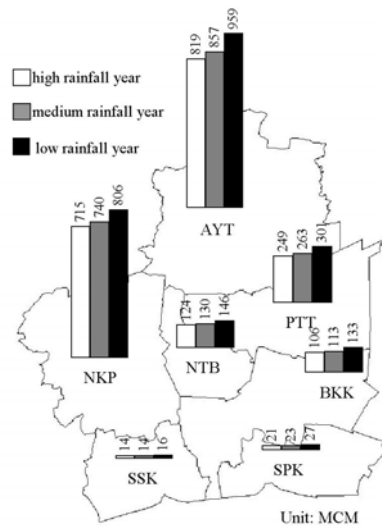 959
857
819
high rainfall year
medium rainfall year
low rainfall year
806
740
715
AYT
301
263
249
146
130
124
PTT
133
113
106
NTB
NKP
BKK
14 14 16
21 23 27
SSK
SPK
Unit: MCM